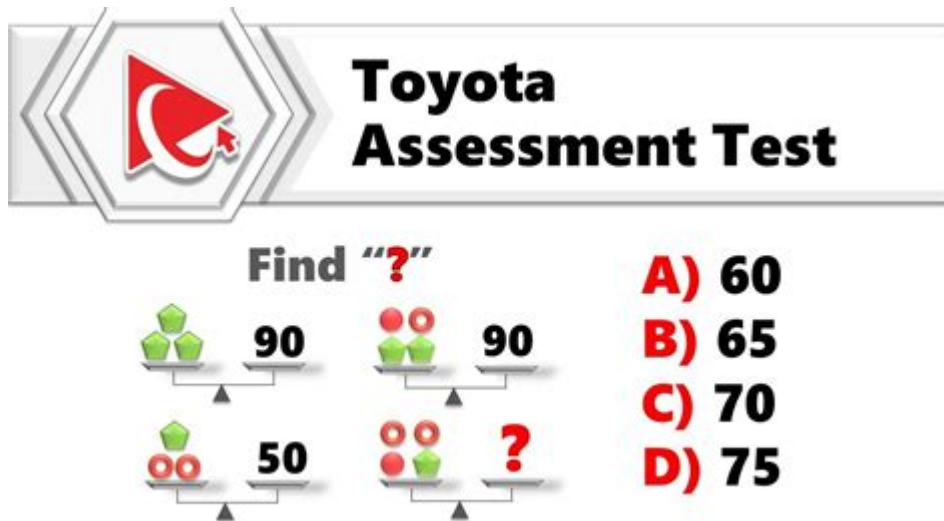 Toyota
Assessment Test
Find “?”
90
90
50
?
A) 60
B) 65
C) 70
D) 75